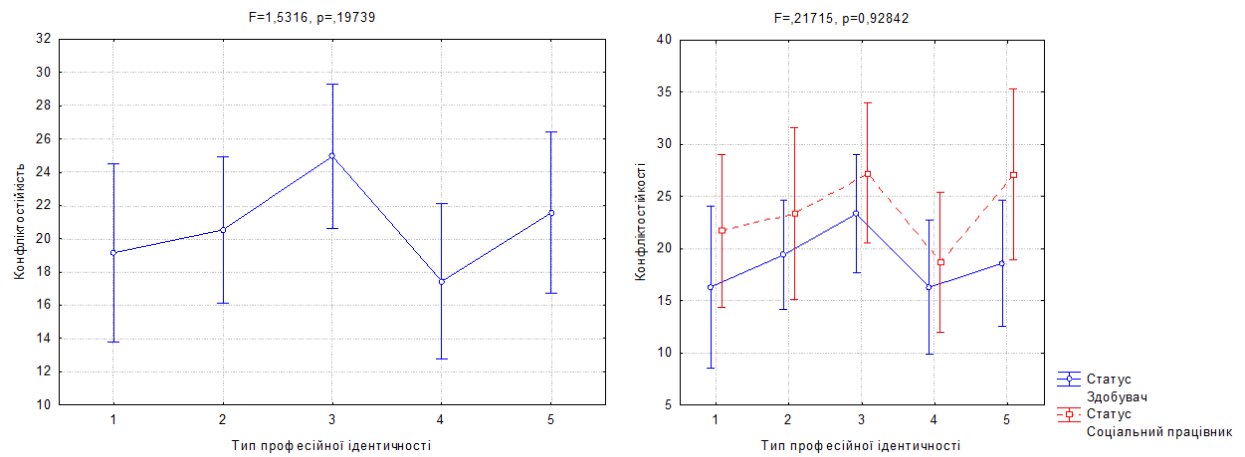 F=1,5316, p=,19739
32
30
28
26
24
22
20
18
16
14
12
10
Конфліктостійкість
1 2 3 4 5
Тип професійної ідентичності
F=,21715, p=0,92842
40
35
30
25
20
15
10
5
Конфліктостійкості
1 2 3 4 5
Тип професійної ідентичності
Статус
Здобувач
Статус
Соціальний працівник